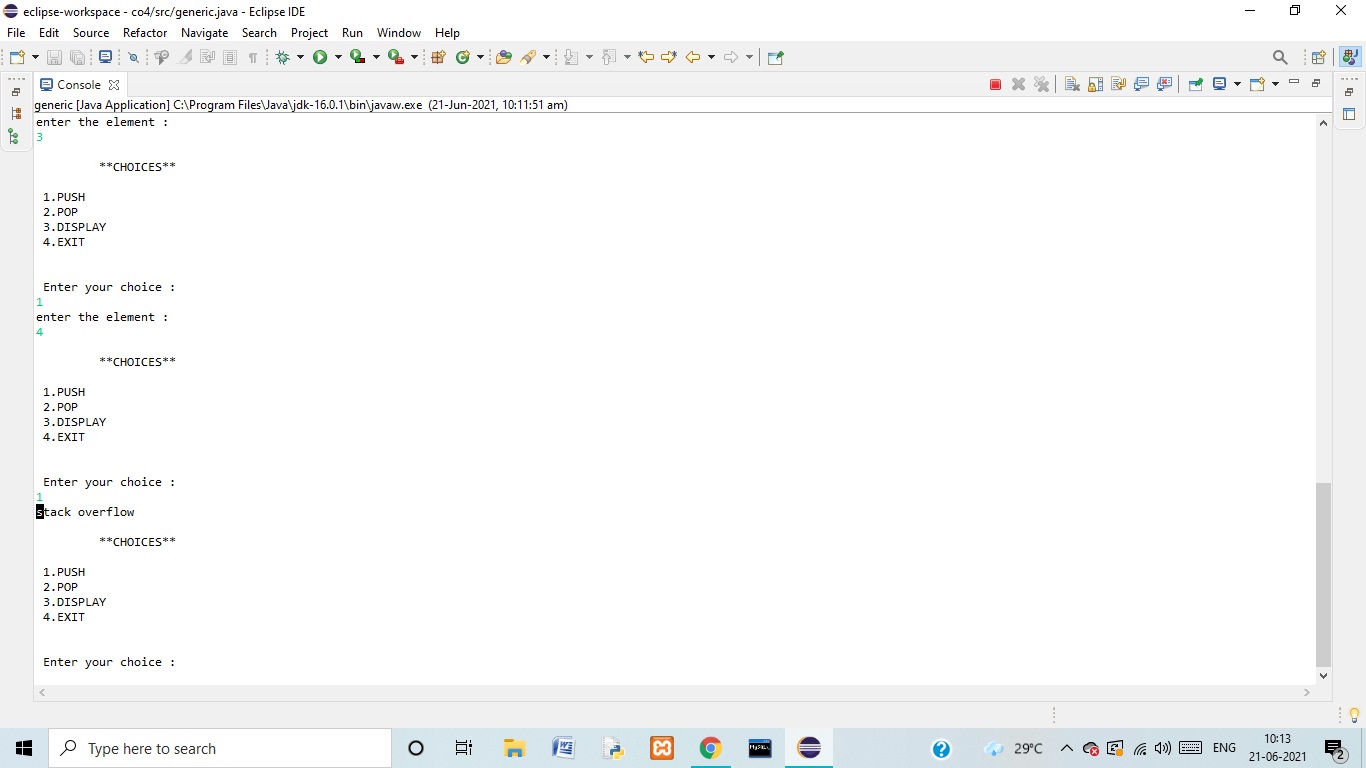 eclipse-workspace - co4/src/generic.java - Eclipse IDE
File Edit Source Refactor Navigate Search Project Run Window Help
Console
generic [Java Application] C:\Program Files\Java\jdk-16.0.1\bin\javaw.exe (21-Jun-2021, 10:11:51 am)
enter the element :
3
**CHOICES**
1.PUSH
2.POP
3.DISPLAY
4.EXIT
Enter your choice :
1
enter the element :
4
**CHOICES**
1.PUSH
2.POP
3.DISPLAY
4.EXIT
Enter your choice :
1
stack overflow
**CHOICES**
1.PUSH
2.POP
3.DISPLAY
4.EXIT
Enter your choice :
Type here to search
29°C
ENG
10:13
21-06-2021
2